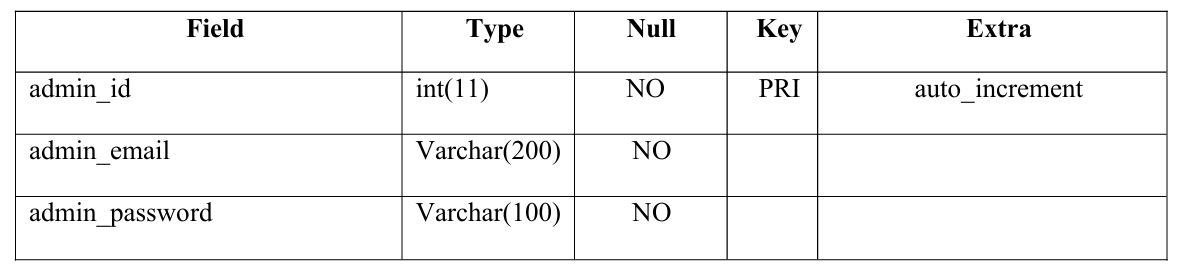 Field Type Null Key Extra
admin_id int(11) NO PRI auto_increment
admin_email Varchar(200) NO
admin_password Varchar(100) NO